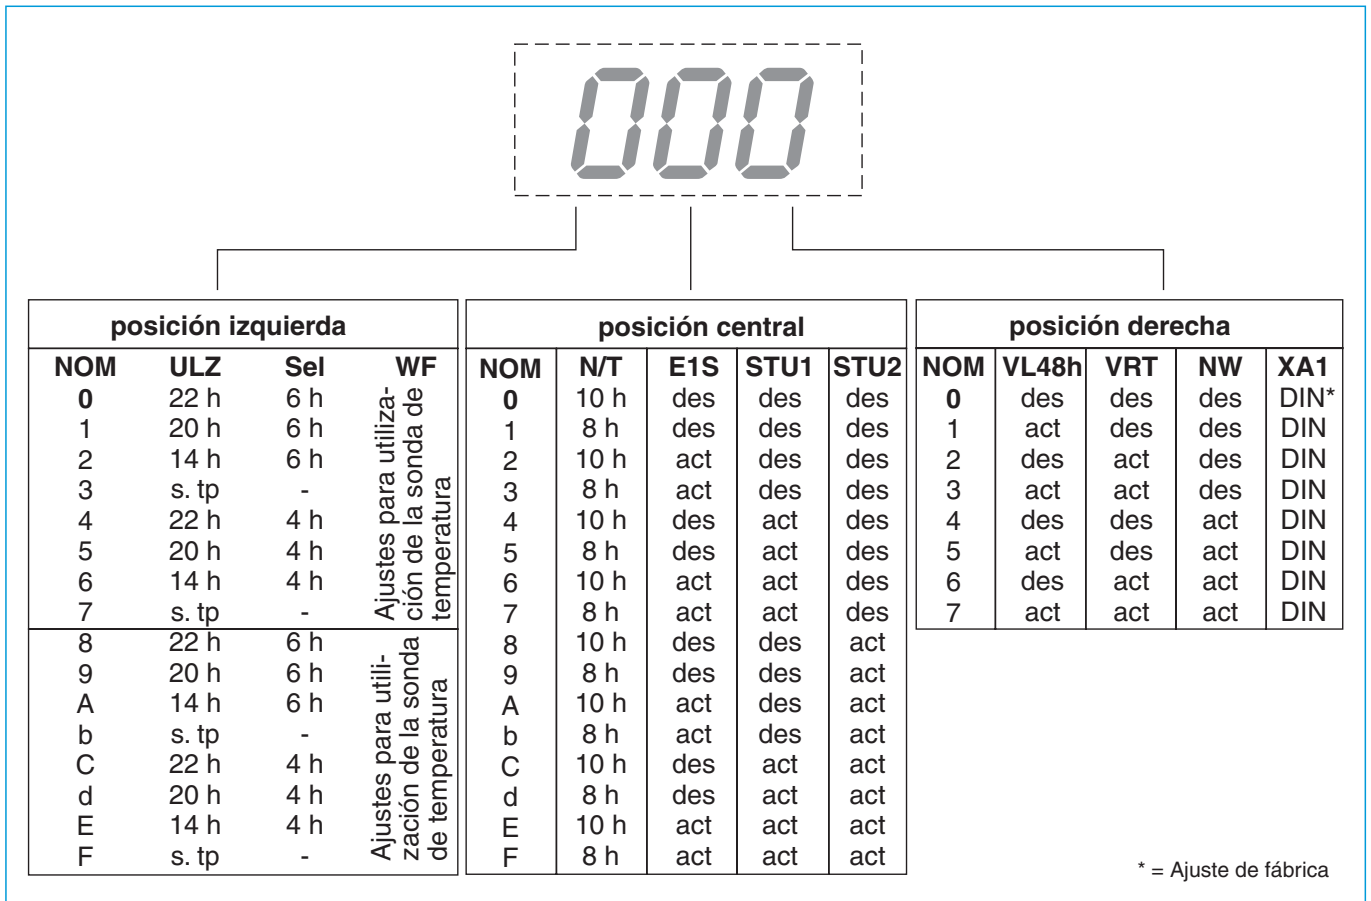 000
posición izquierda
NOM ULZ Sel WF
0 22 h 6 h
1 20 h 6 h
2 14 h 6 h
3 s. tp -
4 22 h 4 h
5 20 h 4 h
6 14 h 4 h
7 s. tp -
Ajustes para utiliza-
ción de la sonda de
temperatura
8 22 h 6 h
9 20 h 6 h
A 14 h 6 h
b s. tp -
C 22 h 4 h
d 20 h 4 h
E 14 h 4 h
F s. tp -
Ajustes para utili-
zación de la sonda
de temperatura
posición central
NOM N/T E1S STU1 STU2
0 10 h des des des
1 8 h des des des
2 10 h act des des
3 8 h act des des
4 10 h des act des
5 8 h des act des
6 10 h act act des
7 8 h act act des
8 10 h des des act
9 8 h des des act
A 10 h act des act
b 8 h act des act
C 10 h des act act
d 8 h des act act
E 10 h act act act
F 8 h act act act
posición derecha
NOM VL48h VRT NW XA1
0 des des des DIN*
1 act des des DIN
2 des act des DIN
3 act act des DIN
4 des des act DIN
5 act des act DIN
6 des act act DIN
7 act act act DIN
* = Ajuste de fábrica